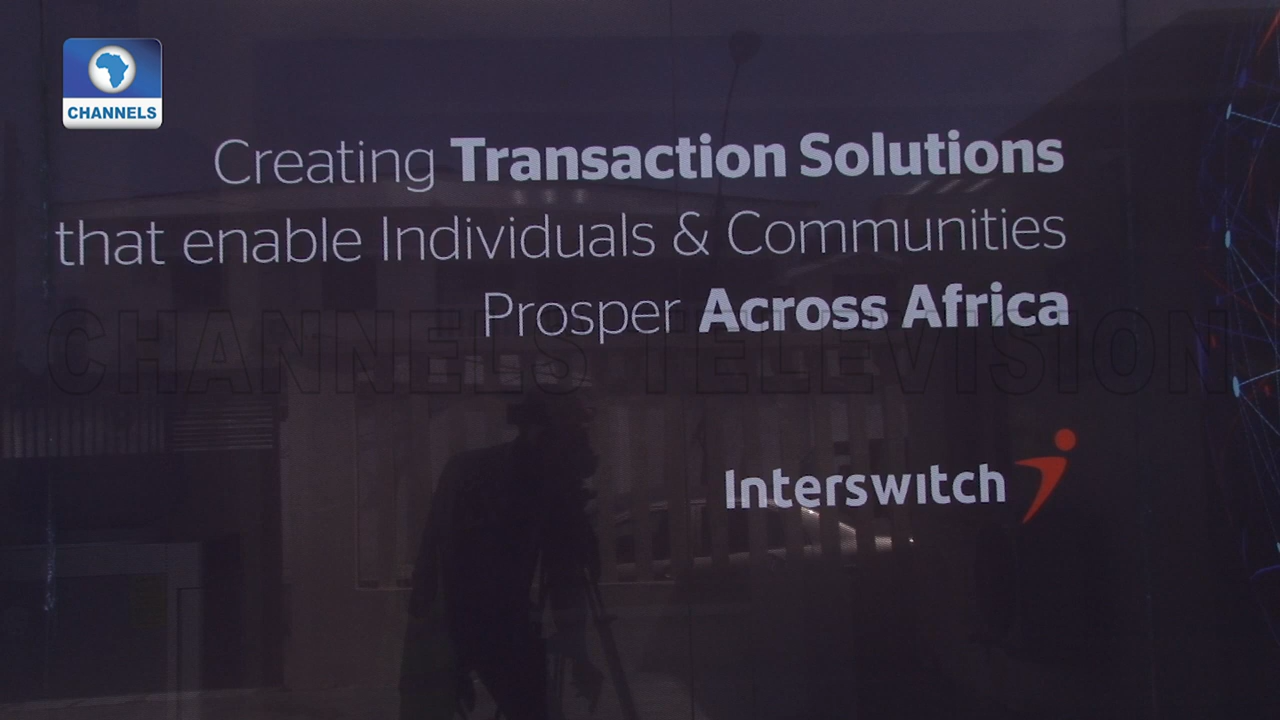 CHANNELS
Creating Transaction Solutions
that enable Individuals & Communities
Prosper Across Africa
CHANNELS TELEVISION
Interswitch